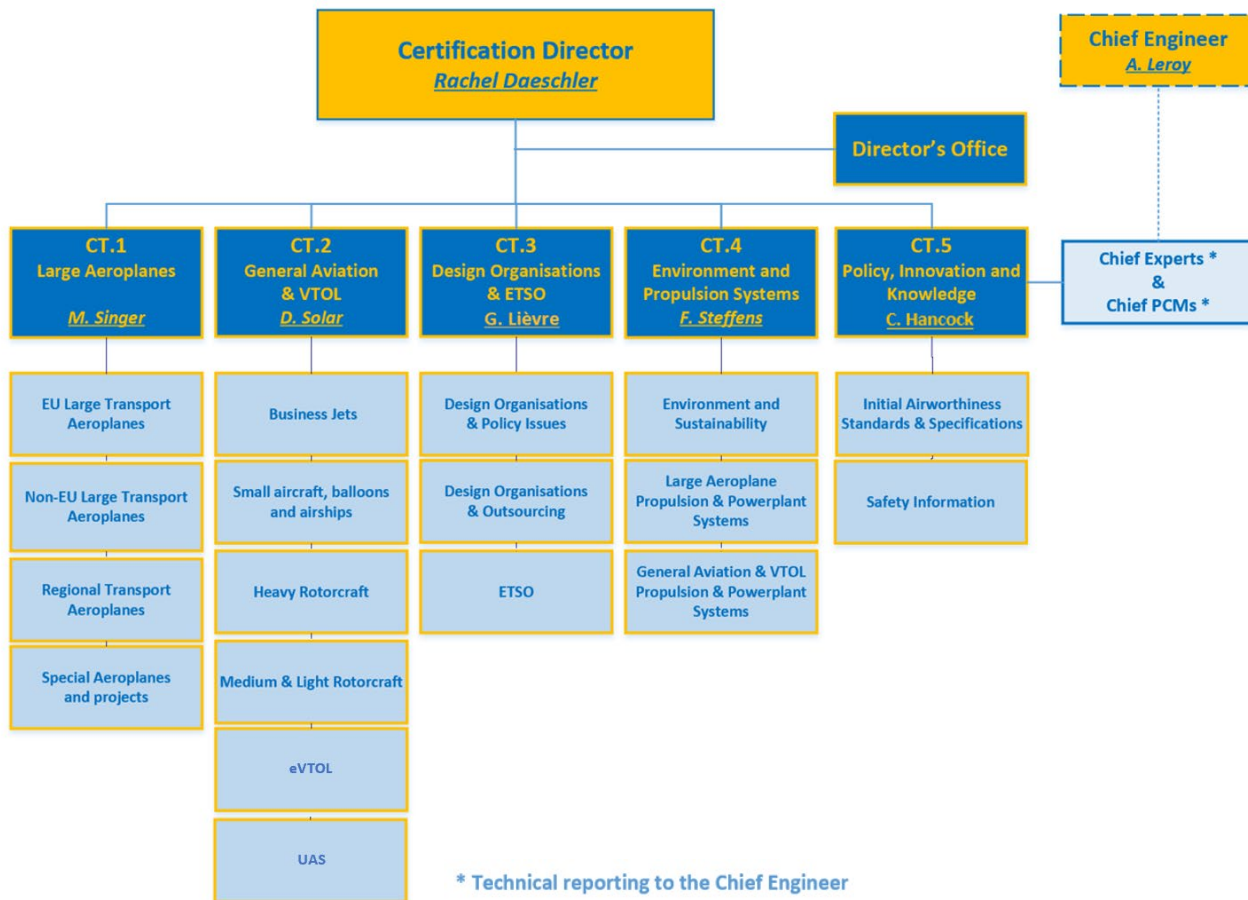 Certification Director
Rachel Daeschler
Chief Engineer
A. Leroy
Director's Office
CT.1
Large Aeroplanes
M. Singer
CT.2
General Aviation
& VTOL
D. Solar
CT.3
Design Organisations
& ETSO
G. Lièvre
CT.4
Environment and
Propulsion Systems
F. Steffens
CT.5
Policy, Innovation and
Knowledge
C. Hancock
Chief Experts *
&
Chief PCMs *
EU Large Transport
Aeroplanes
Non-EU Large Transport
Aeroplanes
Regional Transport
Aeroplanes
Special Aeroplanes
and projects
Business Jets
Small aircraft, balloons
and airships
Heavy Rotorcraft
Medium & Light Rotorcraft
eVTOL
UAS
Design Organisations
& Policy Issues
Design Organisations
& Outsourcing
ETSO
Environment and
Sustainability
Large Aeroplane
Propulsion & Powerplant
Systems
General Aviation & VTOL
Propulsion & Powerplant
Systems
Initial Airworthiness
Standards & Specifications
Safety Information
* Technical reporting to the Chief Engineer